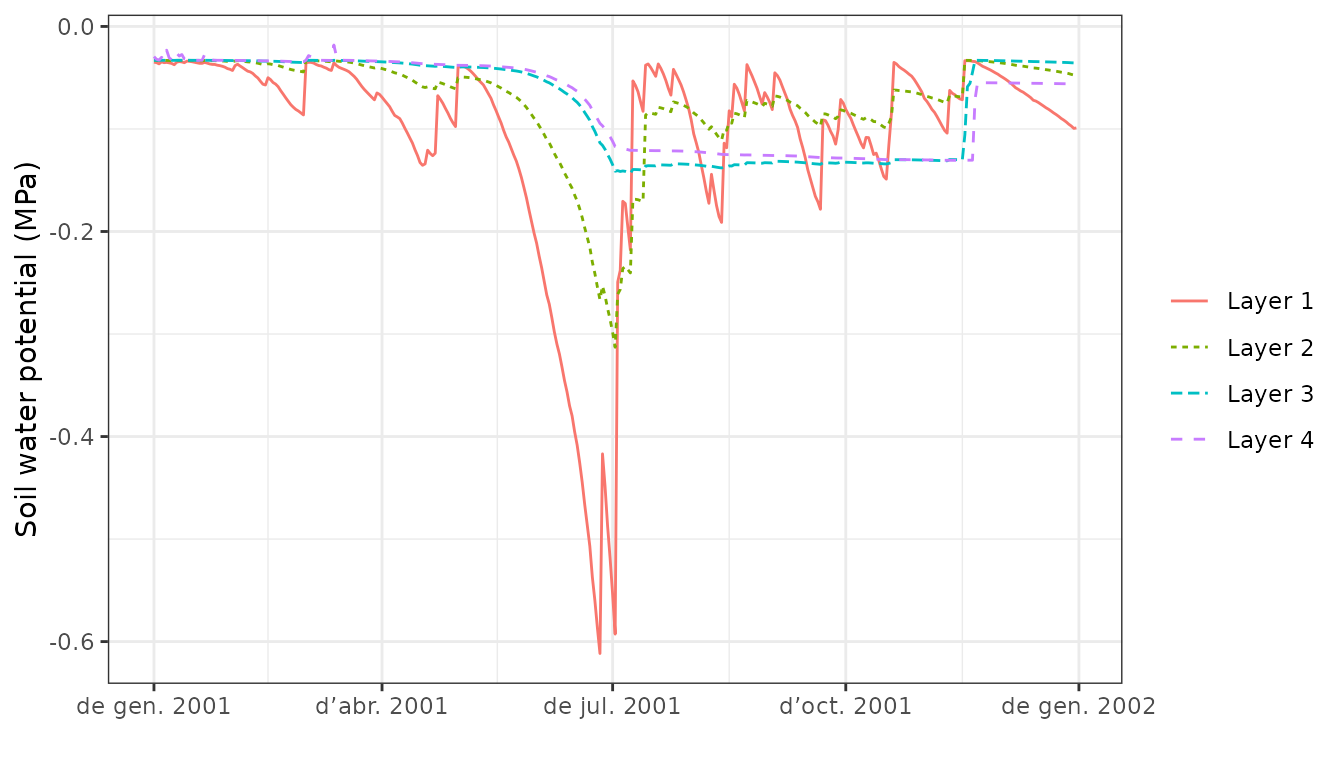 Soil water potential (MPa)
0.0
-0.2
-0.4
-0.6
de gen. 2001
d’abr. 2001
de jul. 2001
d’oct. 2001
de gen. 2002
Layer 1
Layer 2
Layer 3
Layer 4